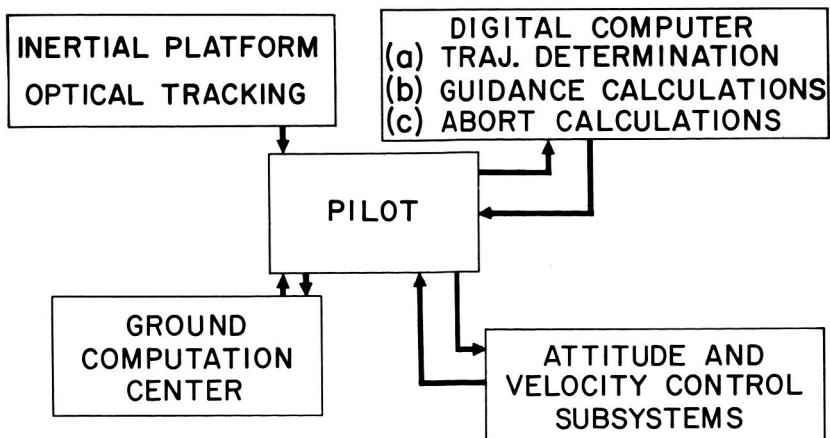 INERTIAL PLATFORM
OPTICAL TRACKING
DIGITAL COMPUTER
(a) TRAJ. DETERMINATION
(b) GUIDANCE CALCULATIONS
(c) ABORT CALCULATIONS
PILOT
GROUND
COMPUTATION
CENTER
ATTITUDE AND
VELOCITY CONTROL
SUBSYSTEMS